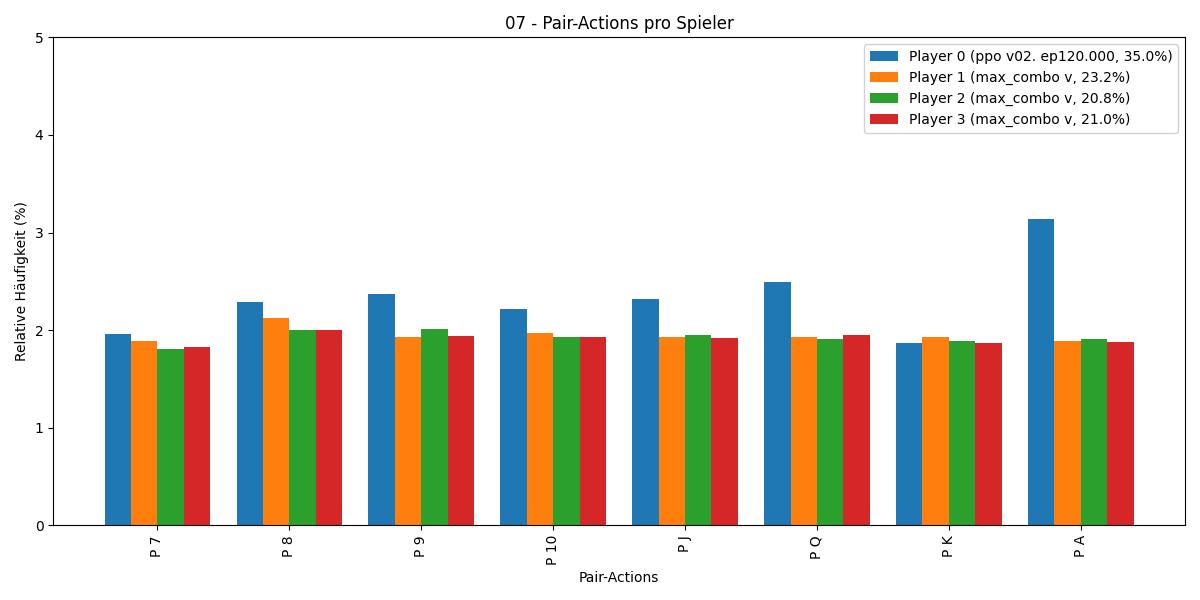 07 - Pair-Actions pro Spieler
Relative Häufigkeit (%)
5
4
3
2
1
0
Player 0 (ppo v02. ep120.000, 35.0%)
Player 1 (max_combo v, 23.2%)
Player 2 (max_combo v, 20.8%)
Player 3 (max_combo v, 21.0%)
P 7
P 8
P 9
P 10
P J
P Q
P K
P A
Pair-Actions